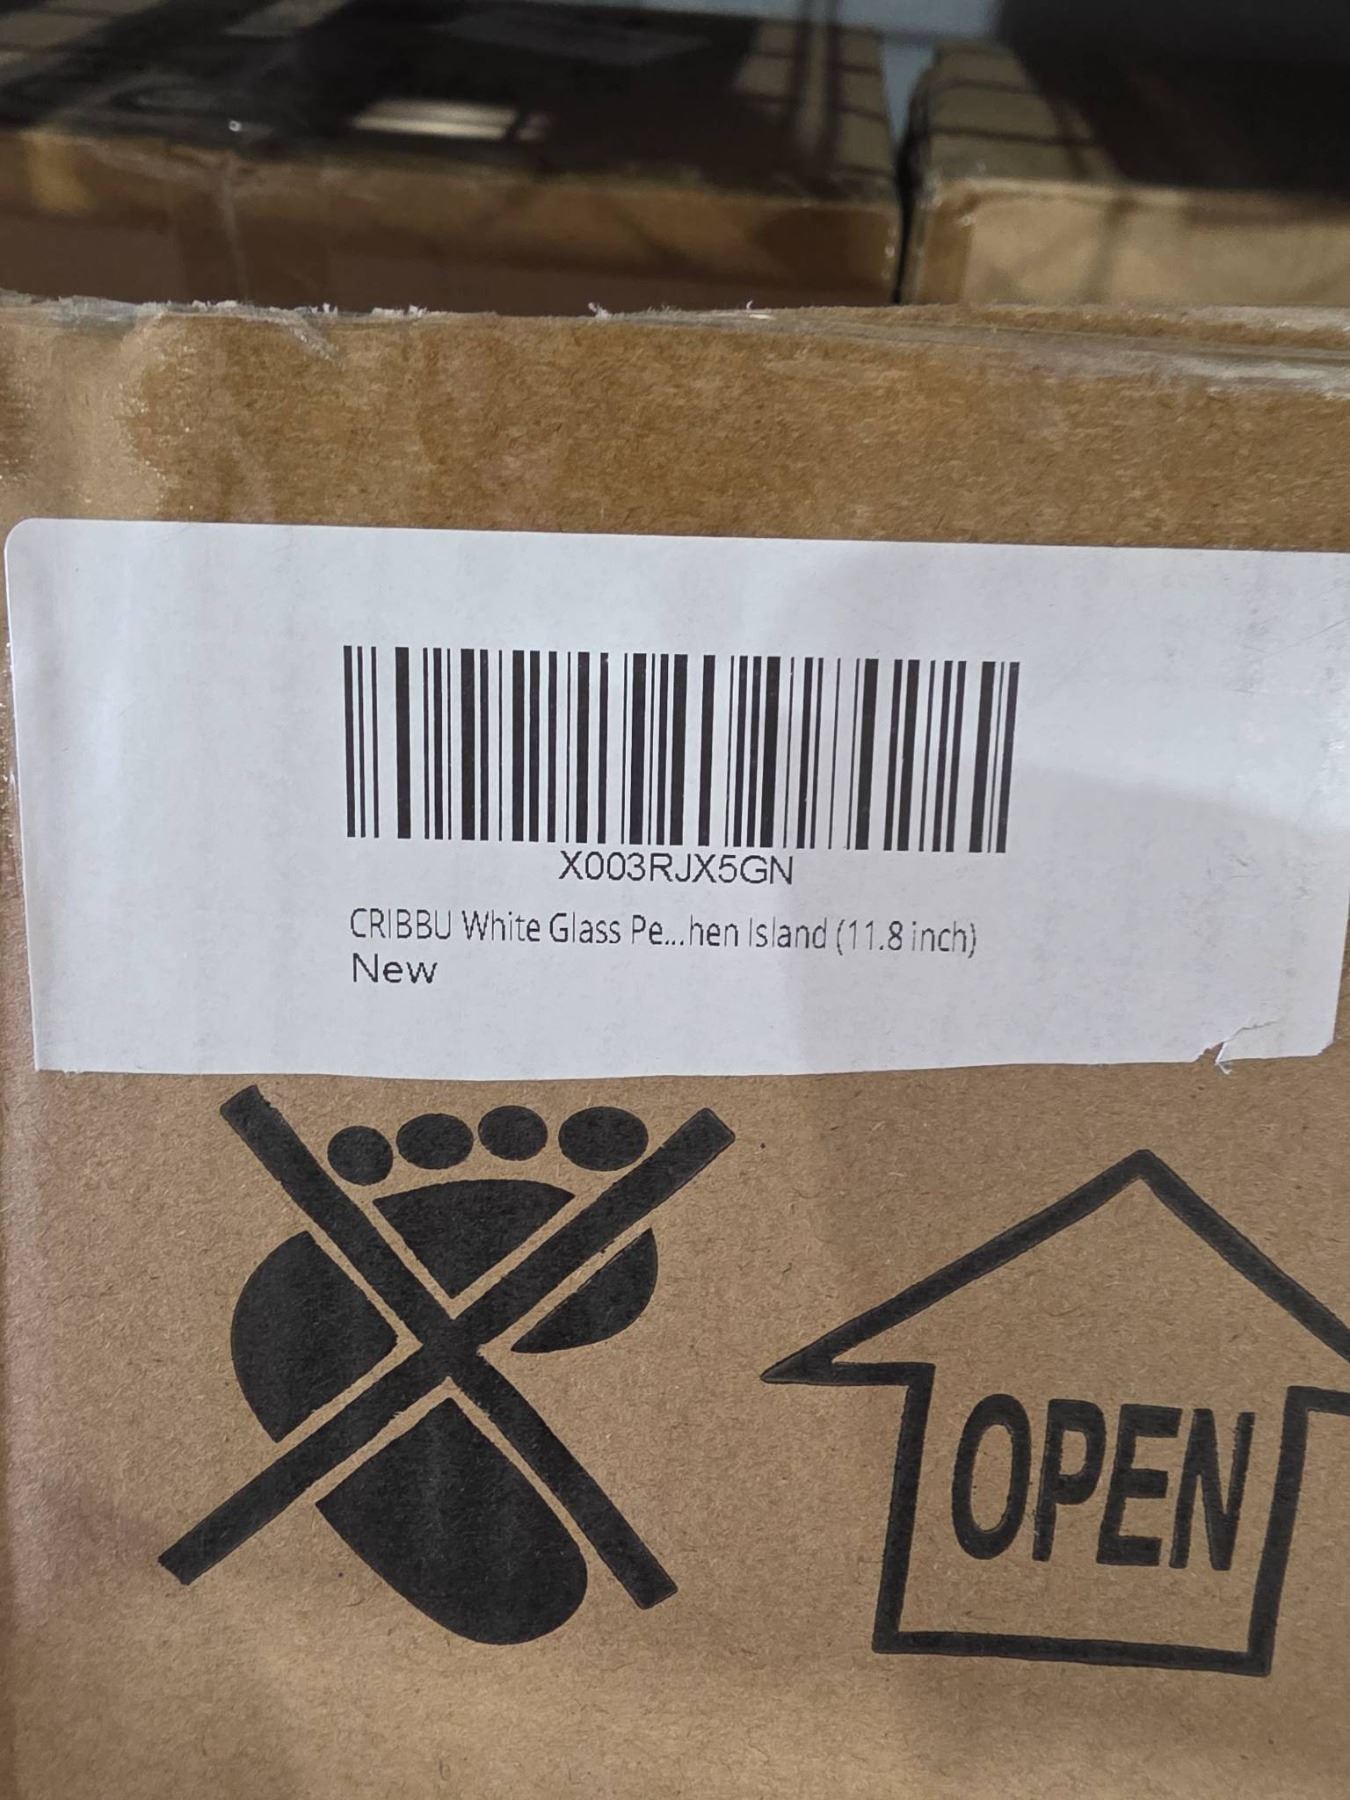 X003RJX5GN
CRIBBU White Glass Pe...hen Island (11.8 inch)
New
OPEN